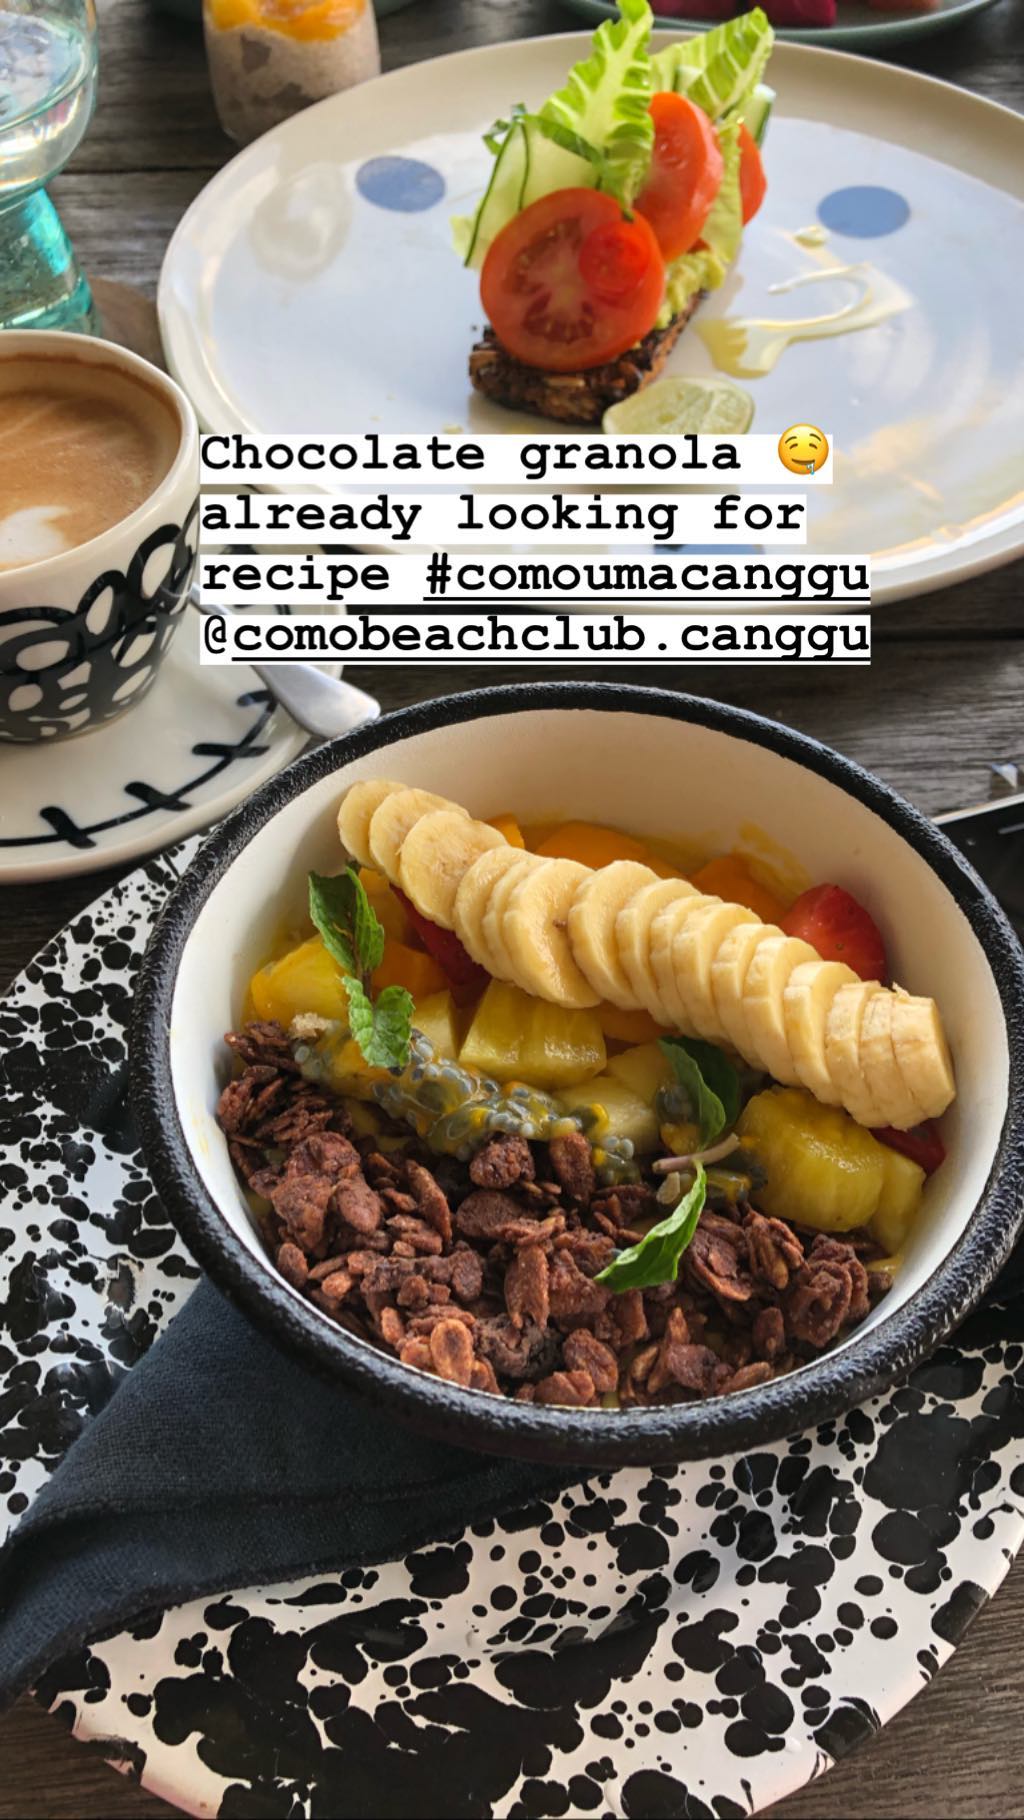 Chocolate granola 🤤
already looking for
recipe #comoumacanggu
@comobeachclub.canggu